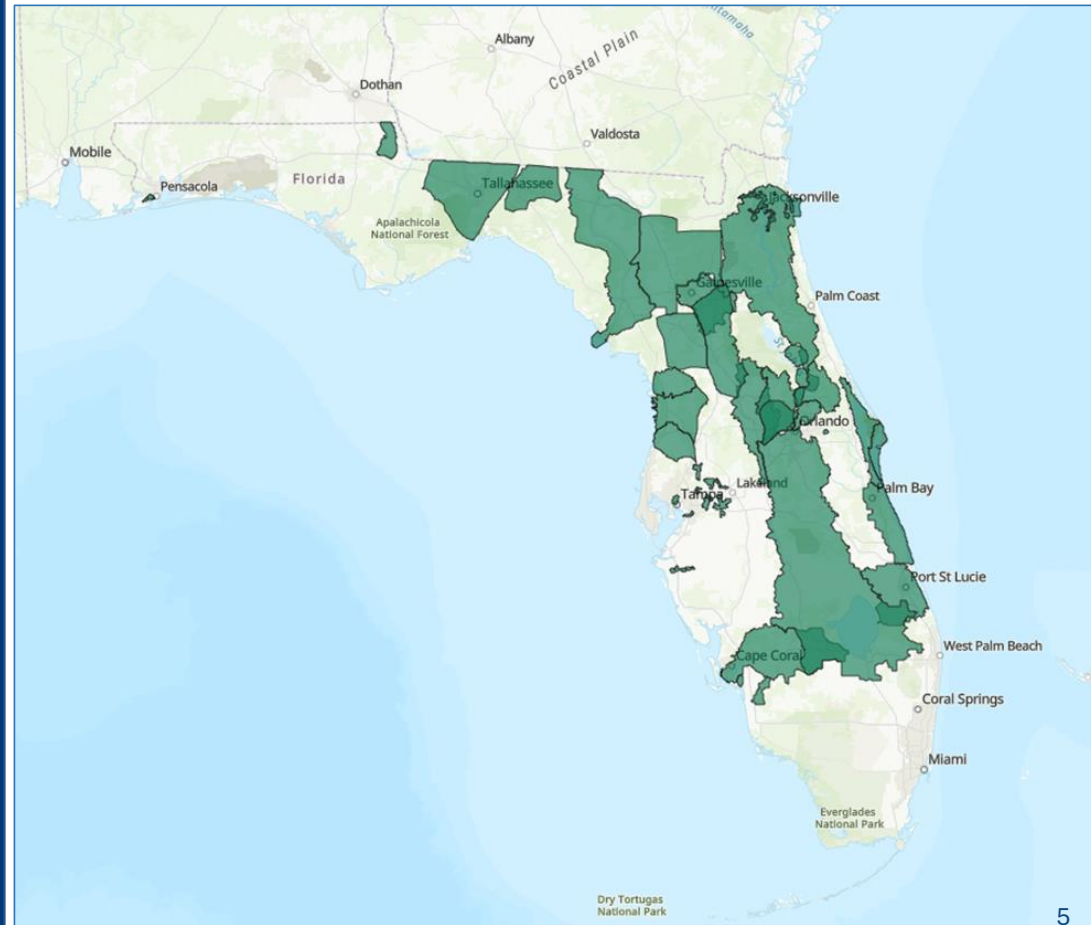 Altamaha
Albany
Coastal Plain
Dothan
Valdosta
Mobile
Pensacola
Florida
Tallahassee
Jacksonville
Apalachicola
National Forest
Gainesville
Palm Coast
St
Orlando
Lakeland
Tampa
Palm Bay
Port St Lucie
Cape Coral
West Palm Beach
Coral Springs
Miami
Everglades
National Park
Dry Tortugas
National Park
5